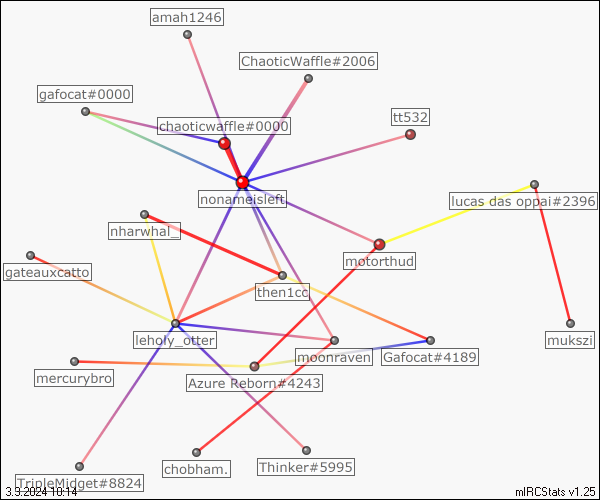 amah1246
ChaoticWaffle#2006
gafocat#0000
tt532
chaoticwaffle#0000
nonameisleft
lucas das oppai#2396
nharwhal_
motorthud
gateauxcatto
then1cc
leholy_otter
mukszi
moonraven
Gafocat#4189
mercurybro
Azure Reborn#4243
chobham.
Thinker#5995
TripleMidget#8824
3.3.2024 10:14
mIRCStats v1.25